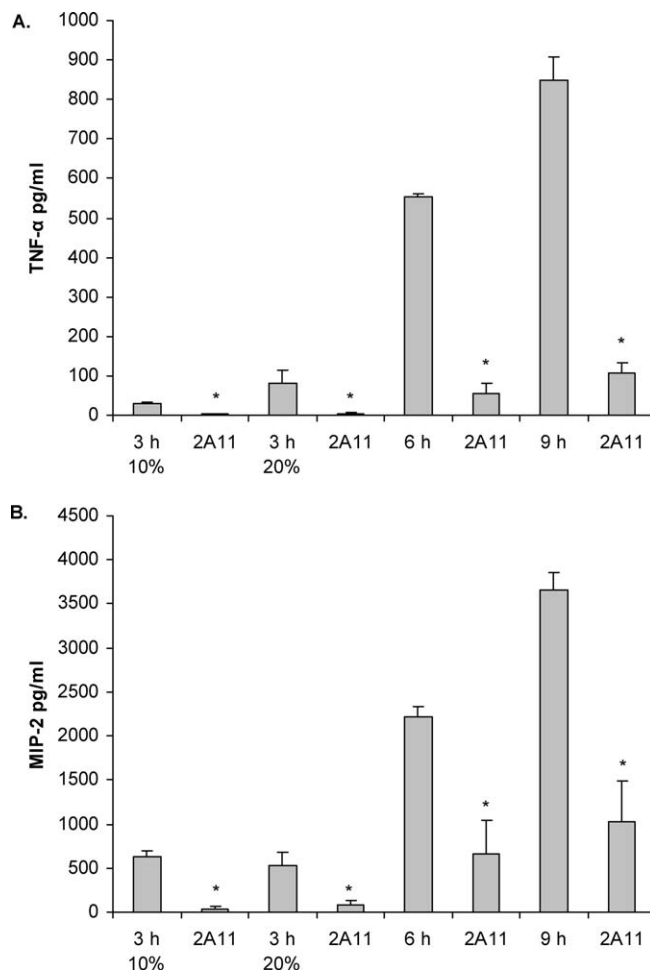 A.
TNF-α pg/ml
1000
900
800
700
600
500
400
300
200
100
0
* * * *
3 h 2A11 3 h 2A11 6 h 2A11 9 h 2A11
10% 20%
B.
MIP-2 pg/ml
4500
4000
3500
3000
2500
2000
1500
1000
500
0
* * * *
3 h 2A11 3 h 2A11 6 h 2A11 9 h 2A11
10% 20%